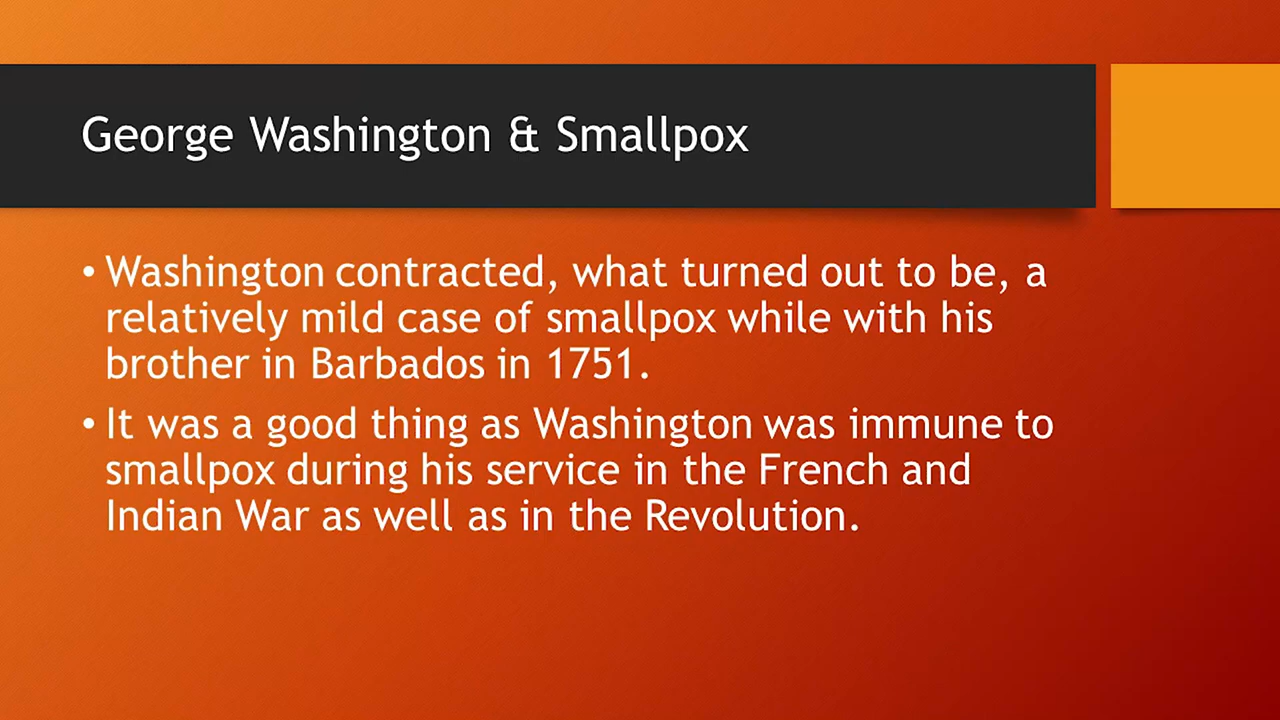 George Washington & Smallpox
• Washington contracted, what turned out to be, a
relatively mild case of smallpox while with his
brother in Barbados in 1751.
• It was a good thing as Washington was immune to
smallpox during his service in the French and
Indian War as well as in the Revolution.